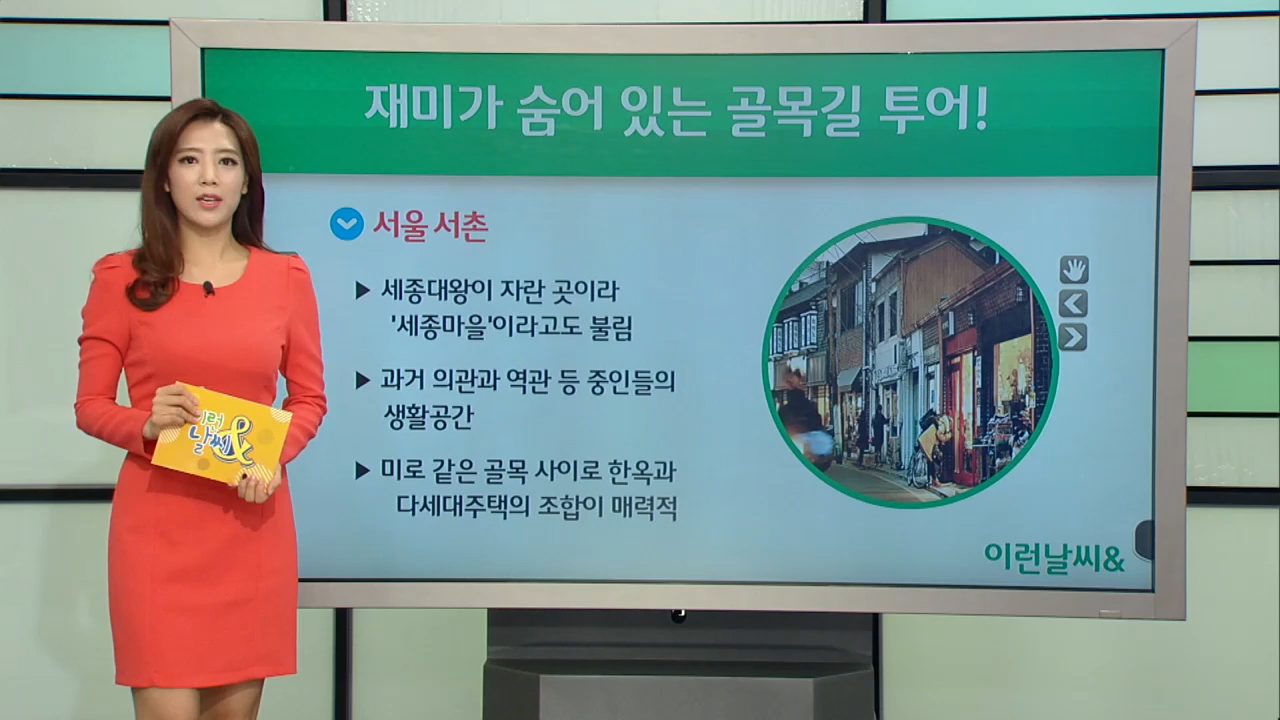 재미가 숨어 있는 골목길 투어!
서울 서촌
▶ 세종대왕이 자란 곳이라
'세종마을'이라고도 불림
▶ 과거 의관과 역관 등 중인들의
생활공간
▶ 미로 같은 골목 사이로 한옥과
다세대주택의 조합이 매력적
이런날씨&
이런
날씨&